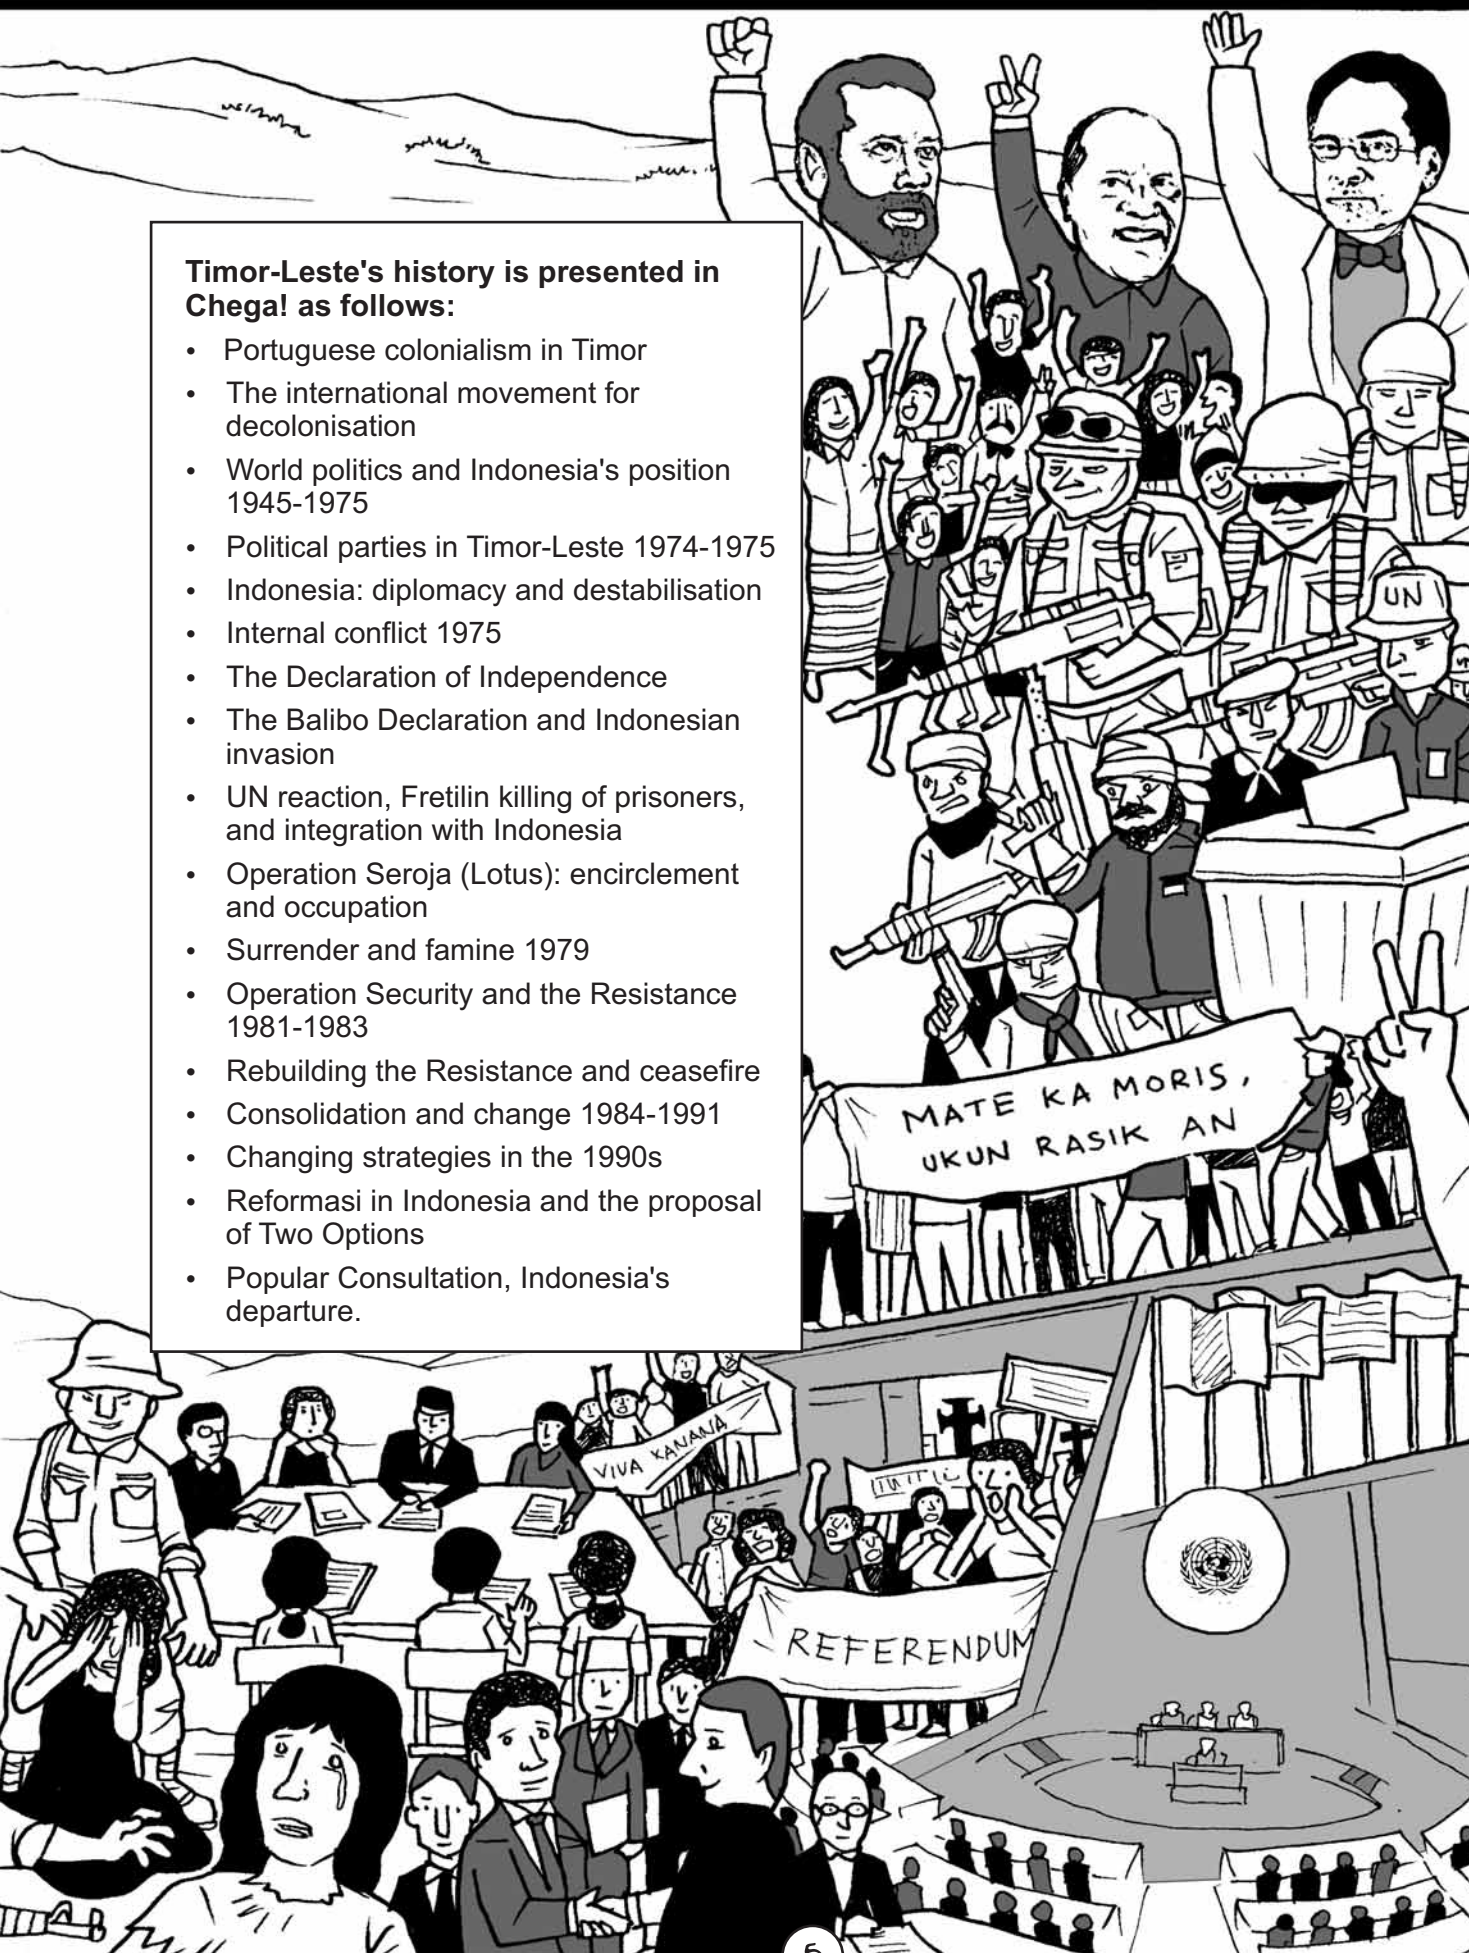 Timor-Leste's history is presented in
Chega! as follows:
• Portuguese colonialism in Timor
• The international movement for
decolonisation
• World politics and Indonesia's position
1945-1975
• Political parties in Timor-Leste 1974-1975
• Indonesia: diplomacy and destabilisation
• Internal conflict 1975
• The Declaration of Independence
• The Balibo Declaration and Indonesian
invasion
• UN reaction, Fretilin killing of prisoners,
and integration with Indonesia
• Operation Seroja (Lotus): encirclement
and occupation
• Surrender and famine 1979
• Operation Security and the Resistance
1981-1983
• Rebuilding the Resistance and ceasefire
• Consolidation and change 1984-1991
• Changing strategies in the 1990s
• Reformasi in Indonesia and the proposal
of Two Options
• Popular Consultation, Indonesia's
departure.
UN
MATE KA MORIS,
UKUN RASIK AN
VIVA XANANA
REFERENDUM
5